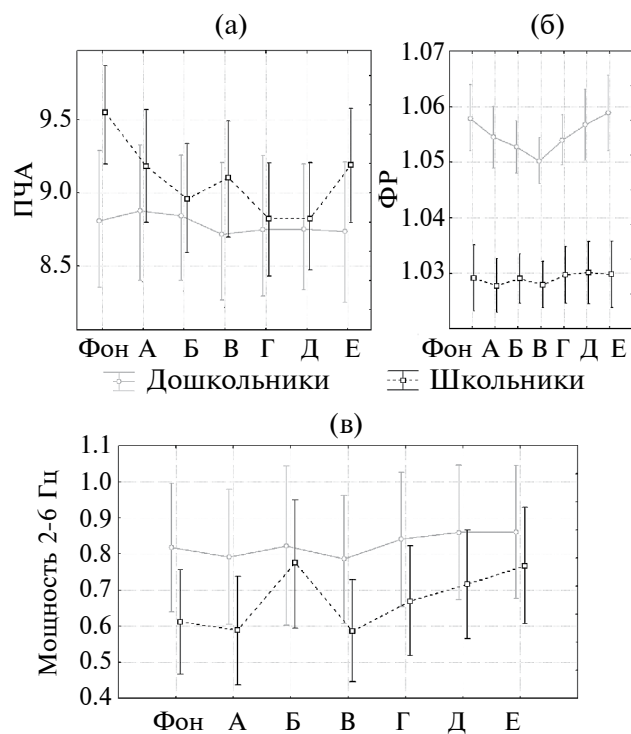 (а)
ПЧА
9.5
9.0
8.5
Фон А Б В Г Д Е
(б)
ФР
1.07
1.06
1.05
1.04
1.03
Фон А Б В Г Д Е
Дошкольники Школьники
(в)
Мощность 2-6 Гц
1.1
1.0
0.9
0.8
0.7
0.6
0.5
0.4
Фон А Б В Г Д Е